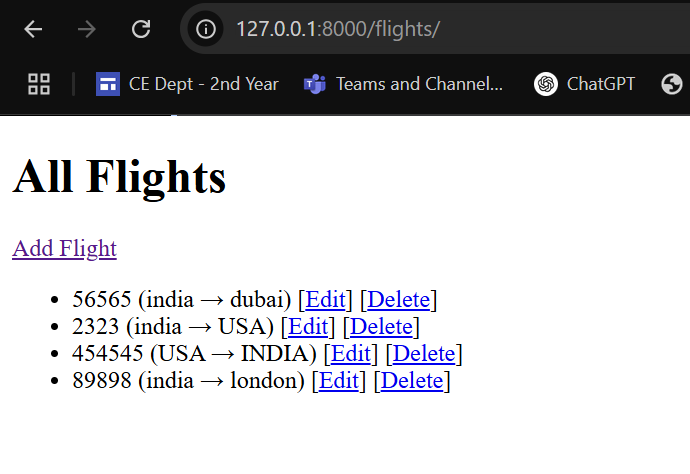 127.0.0.1:8000/flights/
CE Dept - 2nd Year Teams and Channel... ChatGPT
All Flights
Add Flight
• 56565 (india → dubai) [Edit] [Delete]
• 2323 (india → USA) [Edit] [Delete]
• 454545 (USA → INDIA) [Edit] [Delete]
• 89898 (india → london) [Edit] [Delete]